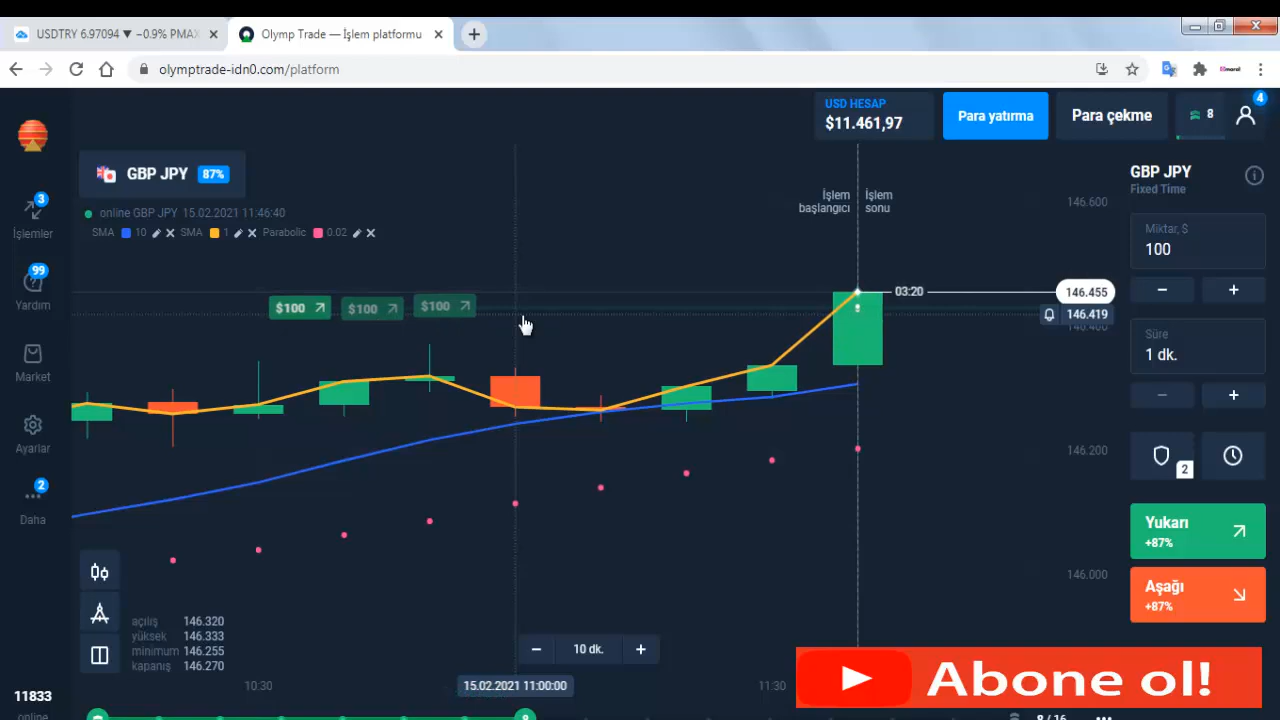 USDTRY 6.97094 ▼ −0.9% PMAX
Olymp Trade — İşlem platformu
olymptrade-idn0.com/platform
USD HESAP
$11.461,97
Para yatırma
Para çekme
8
4
GBP JPY 87%
online GBP JPY 15.02.2021 11:46:40
SMA 10 SMA 1 Parabolic 0.02
3
İşlemler
99
Yardım
Market
Ayarlar
2
Daha
11833
online
İşlem başlangıcı
İşlem sonu
$100
$100
$100
03:20
146.600
146.455
146.419
146.400
146.200
146.000
açılış 146.320
yüksek 146.333
minimum 146.255
kapanış 146.270
10 dk.
10:30
15.02.2021 11:00:00
11:30
8
8 / 16
GBP JPY
Fixed Time
Miktar, $
100
Süre
1 dk.
2
Yukarı
+87%
Aşağı
+87%
Abone ol!